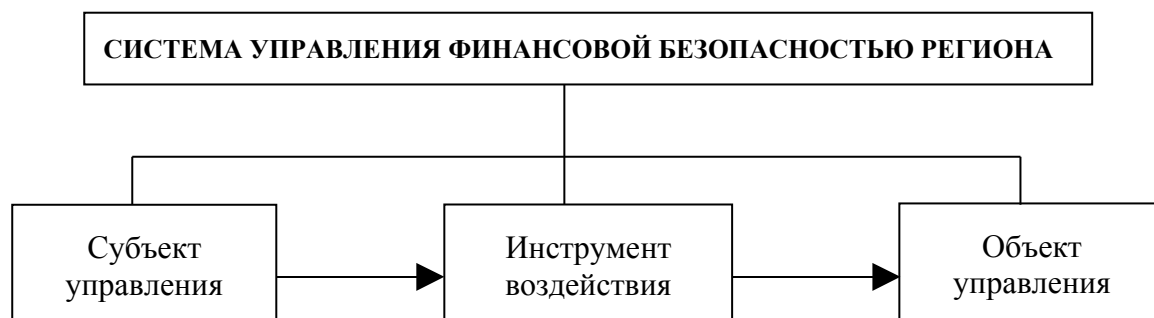 СИСТЕМА УПРАВЛЕНИЯ ФИНАНСОВОЙ БЕЗОПАСНОСТЬЮ РЕГИОНА
Субъект
управления
Инструмент
воздействия
Объект
управления